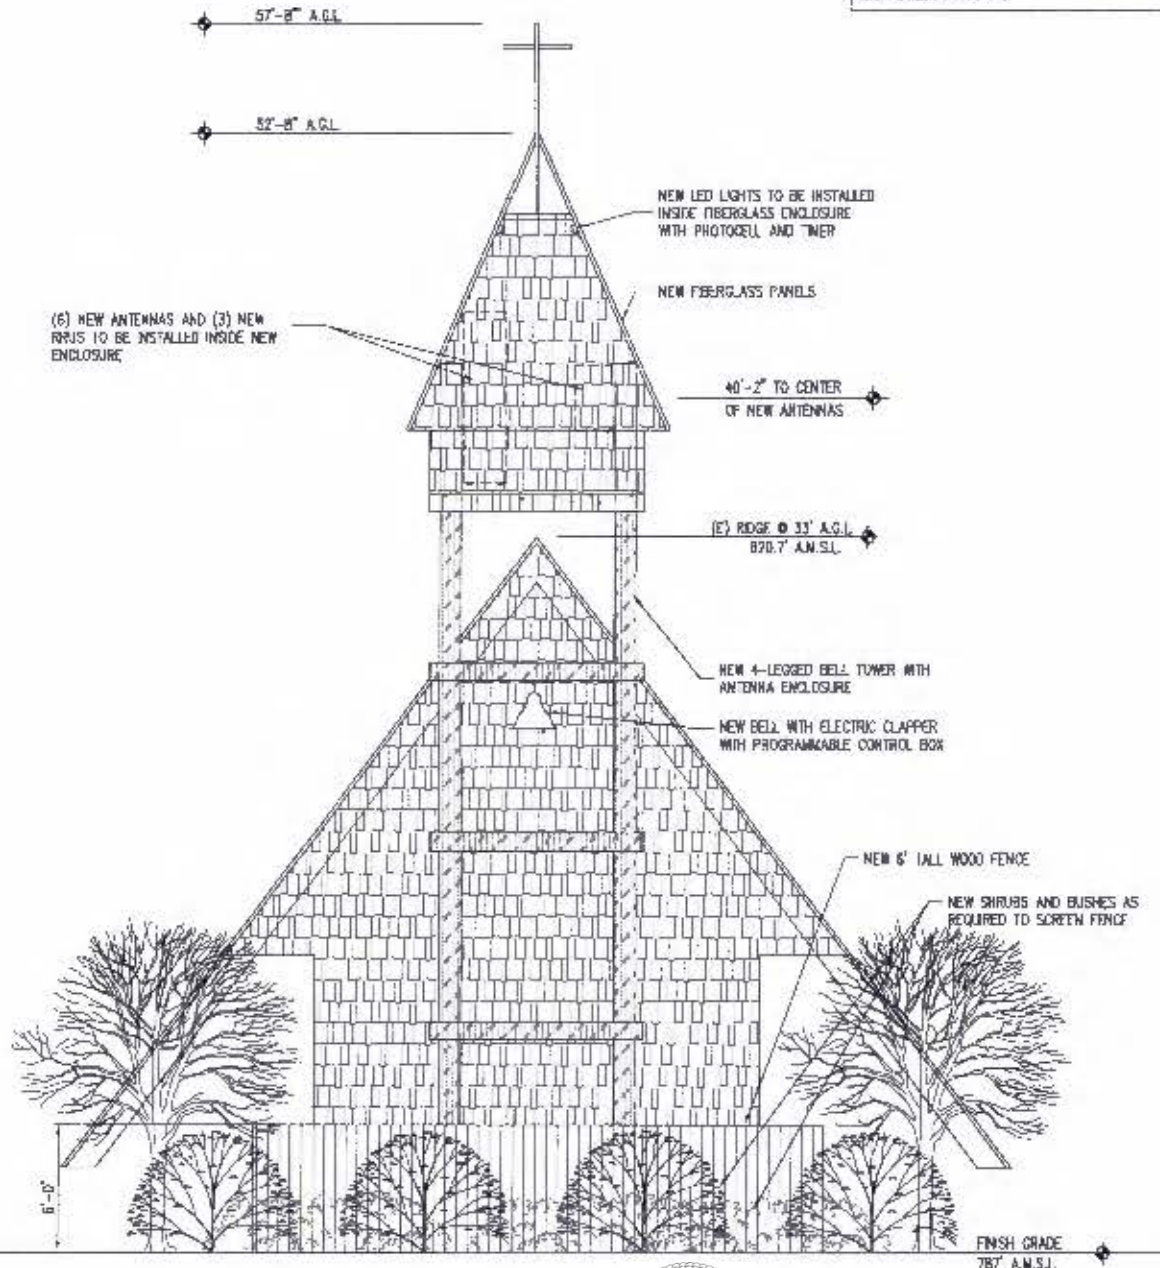 57'-8" A.G.L.
52'-8" A.G.L.
NEW LED LIGHTS TO BE INSTALLED
INSIDE FIBERGLASS ENCLOSURE
WITH PHOTOCELL AND TIMER
NEW FIBERGLASS PANELS
(6) NEW ANTENNAS AND (3) NEW
RRUS TO BE INSTALLED INSIDE NEW
ENCLOSURE
40'-2" TO CENTER
OF NEW ANTENNAS
(E) RIDGE @ 33' A.G.L.
820.7' A.M.S.L.
NEW 4-LEGGED BELL TOWER WITH
ANTENNA ENCLOSURE
NEW BELL WITH ELECTRIC CLAPPER
WITH PROGRAMMABLE CONTROL BOX
NEW 6' TALL WOOD FENCE
NEW SHRUBS AND BUSHES AS
REQUIRED TO SCREEN FENCE
6'-0"
FINISH GRADE
787' A.M.S.L.